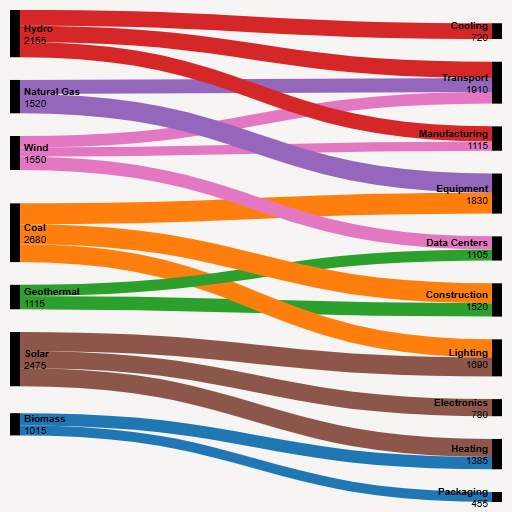 Hydro
2155
Natural Gas
1520
Wind
1550
Coal
2680
Geothermal
1115
Solar
2475
Biomass
1015
Cooling
720
Transport
1910
Manufacturing
1115
Equipment
1830
Data Centers
1105
Construction
1520
Lighting
1690
Electronics
780
Heating
1385
Packaging
455